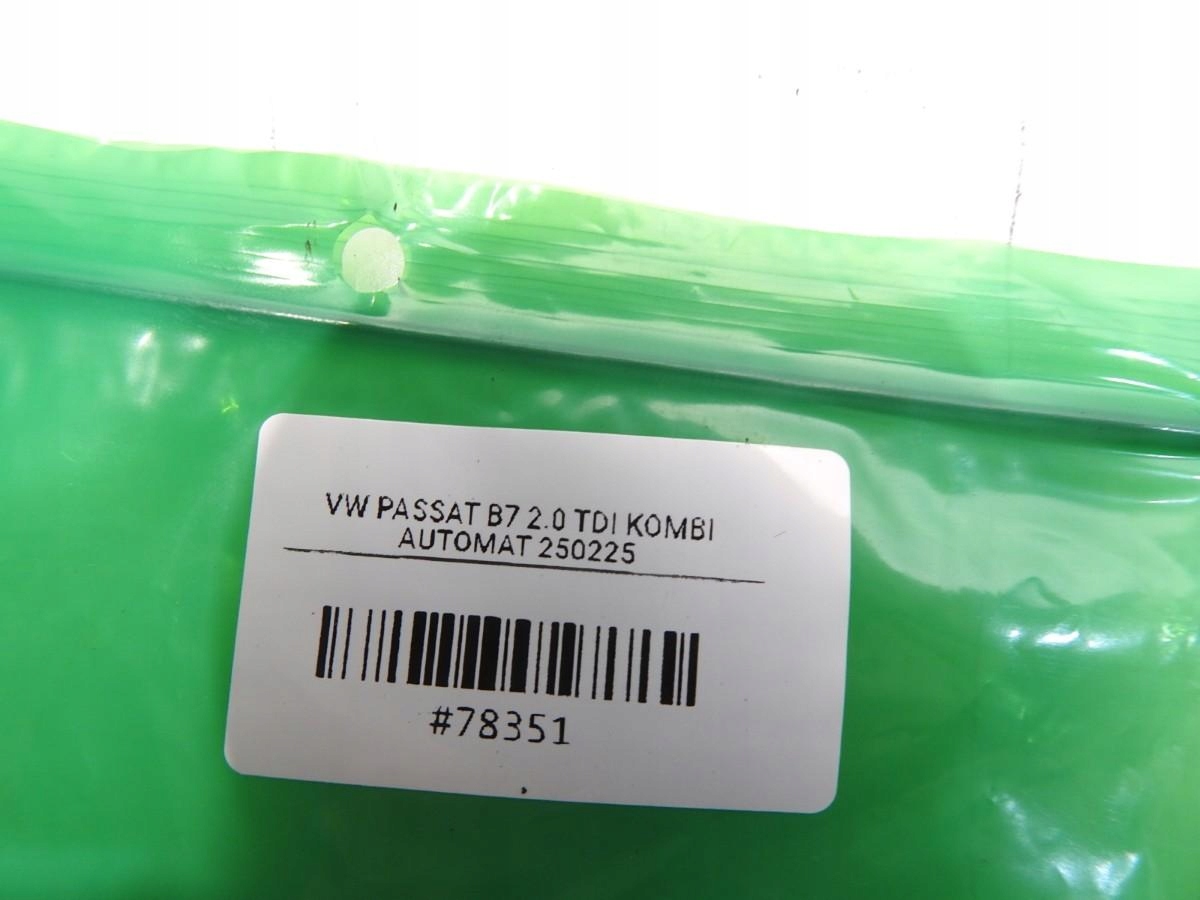 VW PASSAT B7 2.0 TDI KOMBI
AUTOMAT 250225
#78351